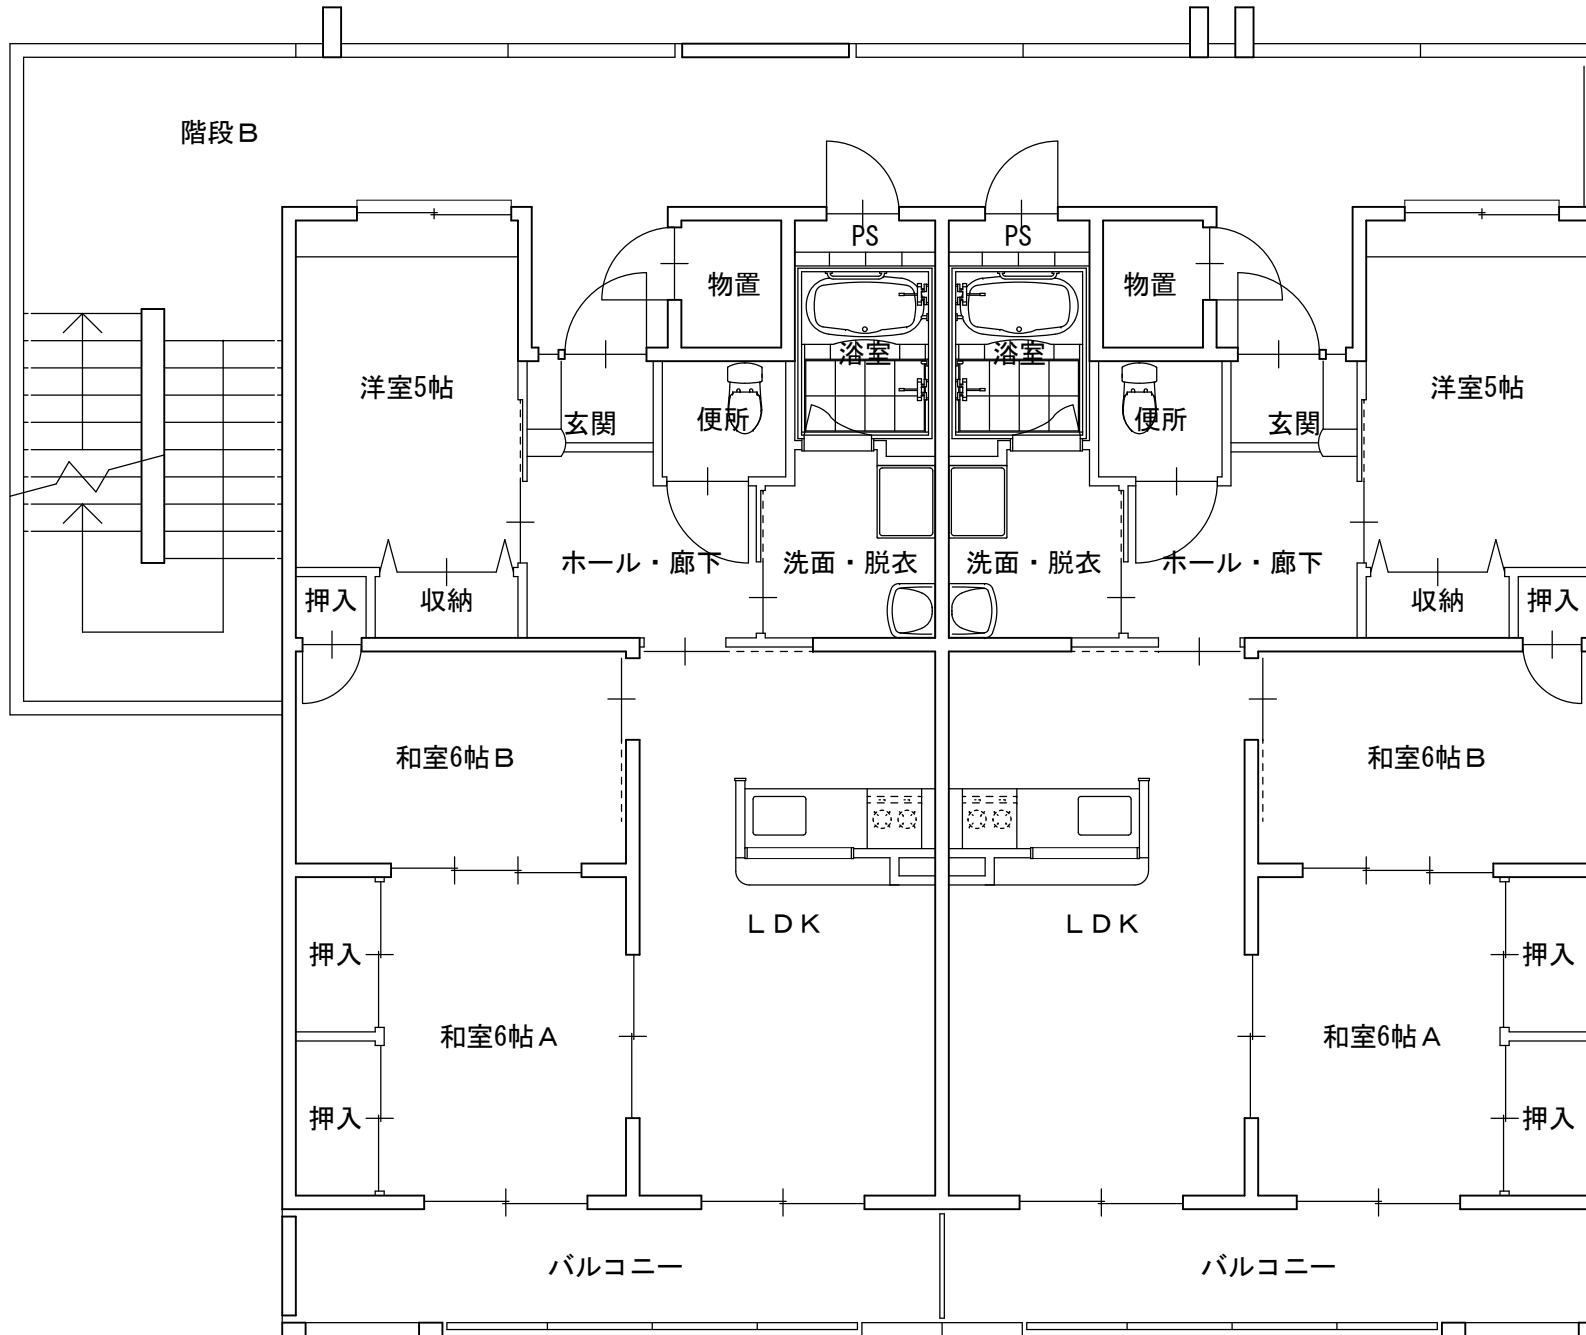 階段Ｂ
PS
PS
物置
物置
浴室
浴室
洋室5帖
洋室5帖
玄関
便所
便所
玄関
ホール・廊下
洗面・脱衣
洗面・脱衣
ホール・廊下
押入
収納
収納
押入
和室6帖Ｂ
和室6帖Ｂ
ＬＤＫ
ＬＤＫ
押入
押入
和室6帖Ａ
和室6帖Ａ
押入
押入
バルコニー
バルコニー